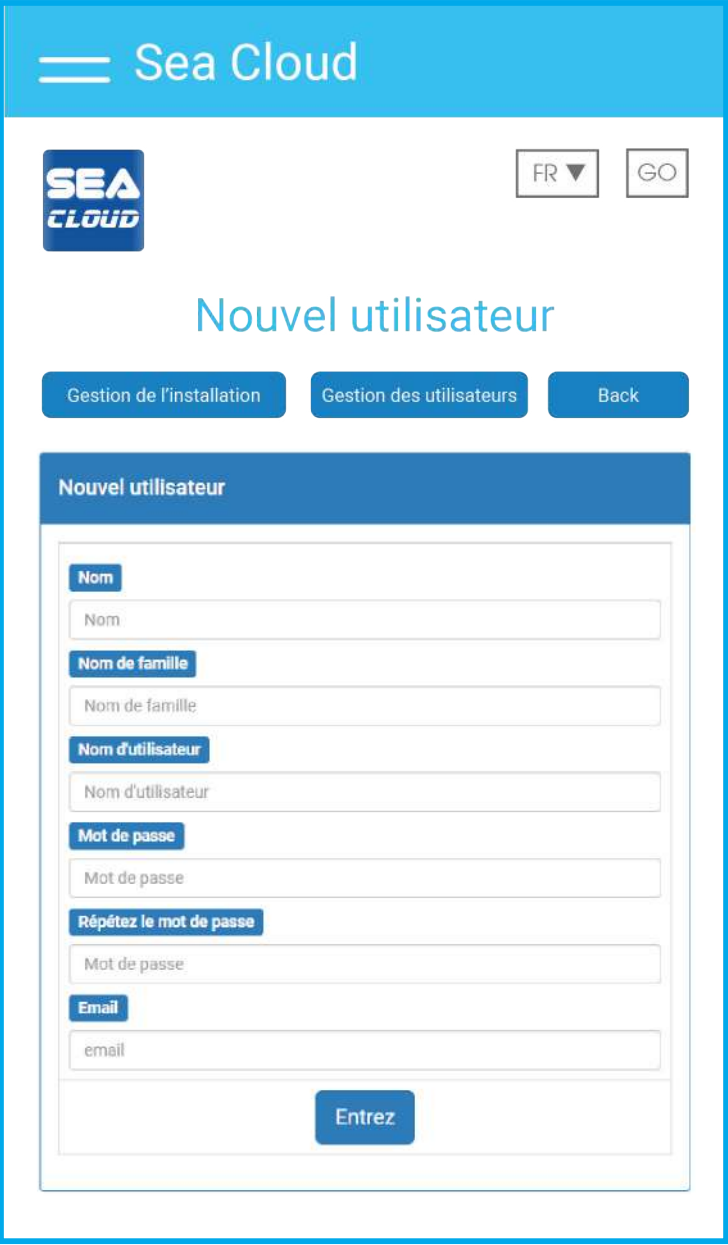 Sea Cloud
SEA
CLOUD
FR ▼ GO
Nouvel utilisateur
Gestion de l'installation Gestion des utilisateurs Back
Nouvel utilisateur
Nom
Nom
Nom de famille
Nom de famille
Nom d'utilisateur
Nom d'utilisateur
Mot de passe
Mot de passe
Répétez le mot de passe
Mot de passe
Email
email
Entrez